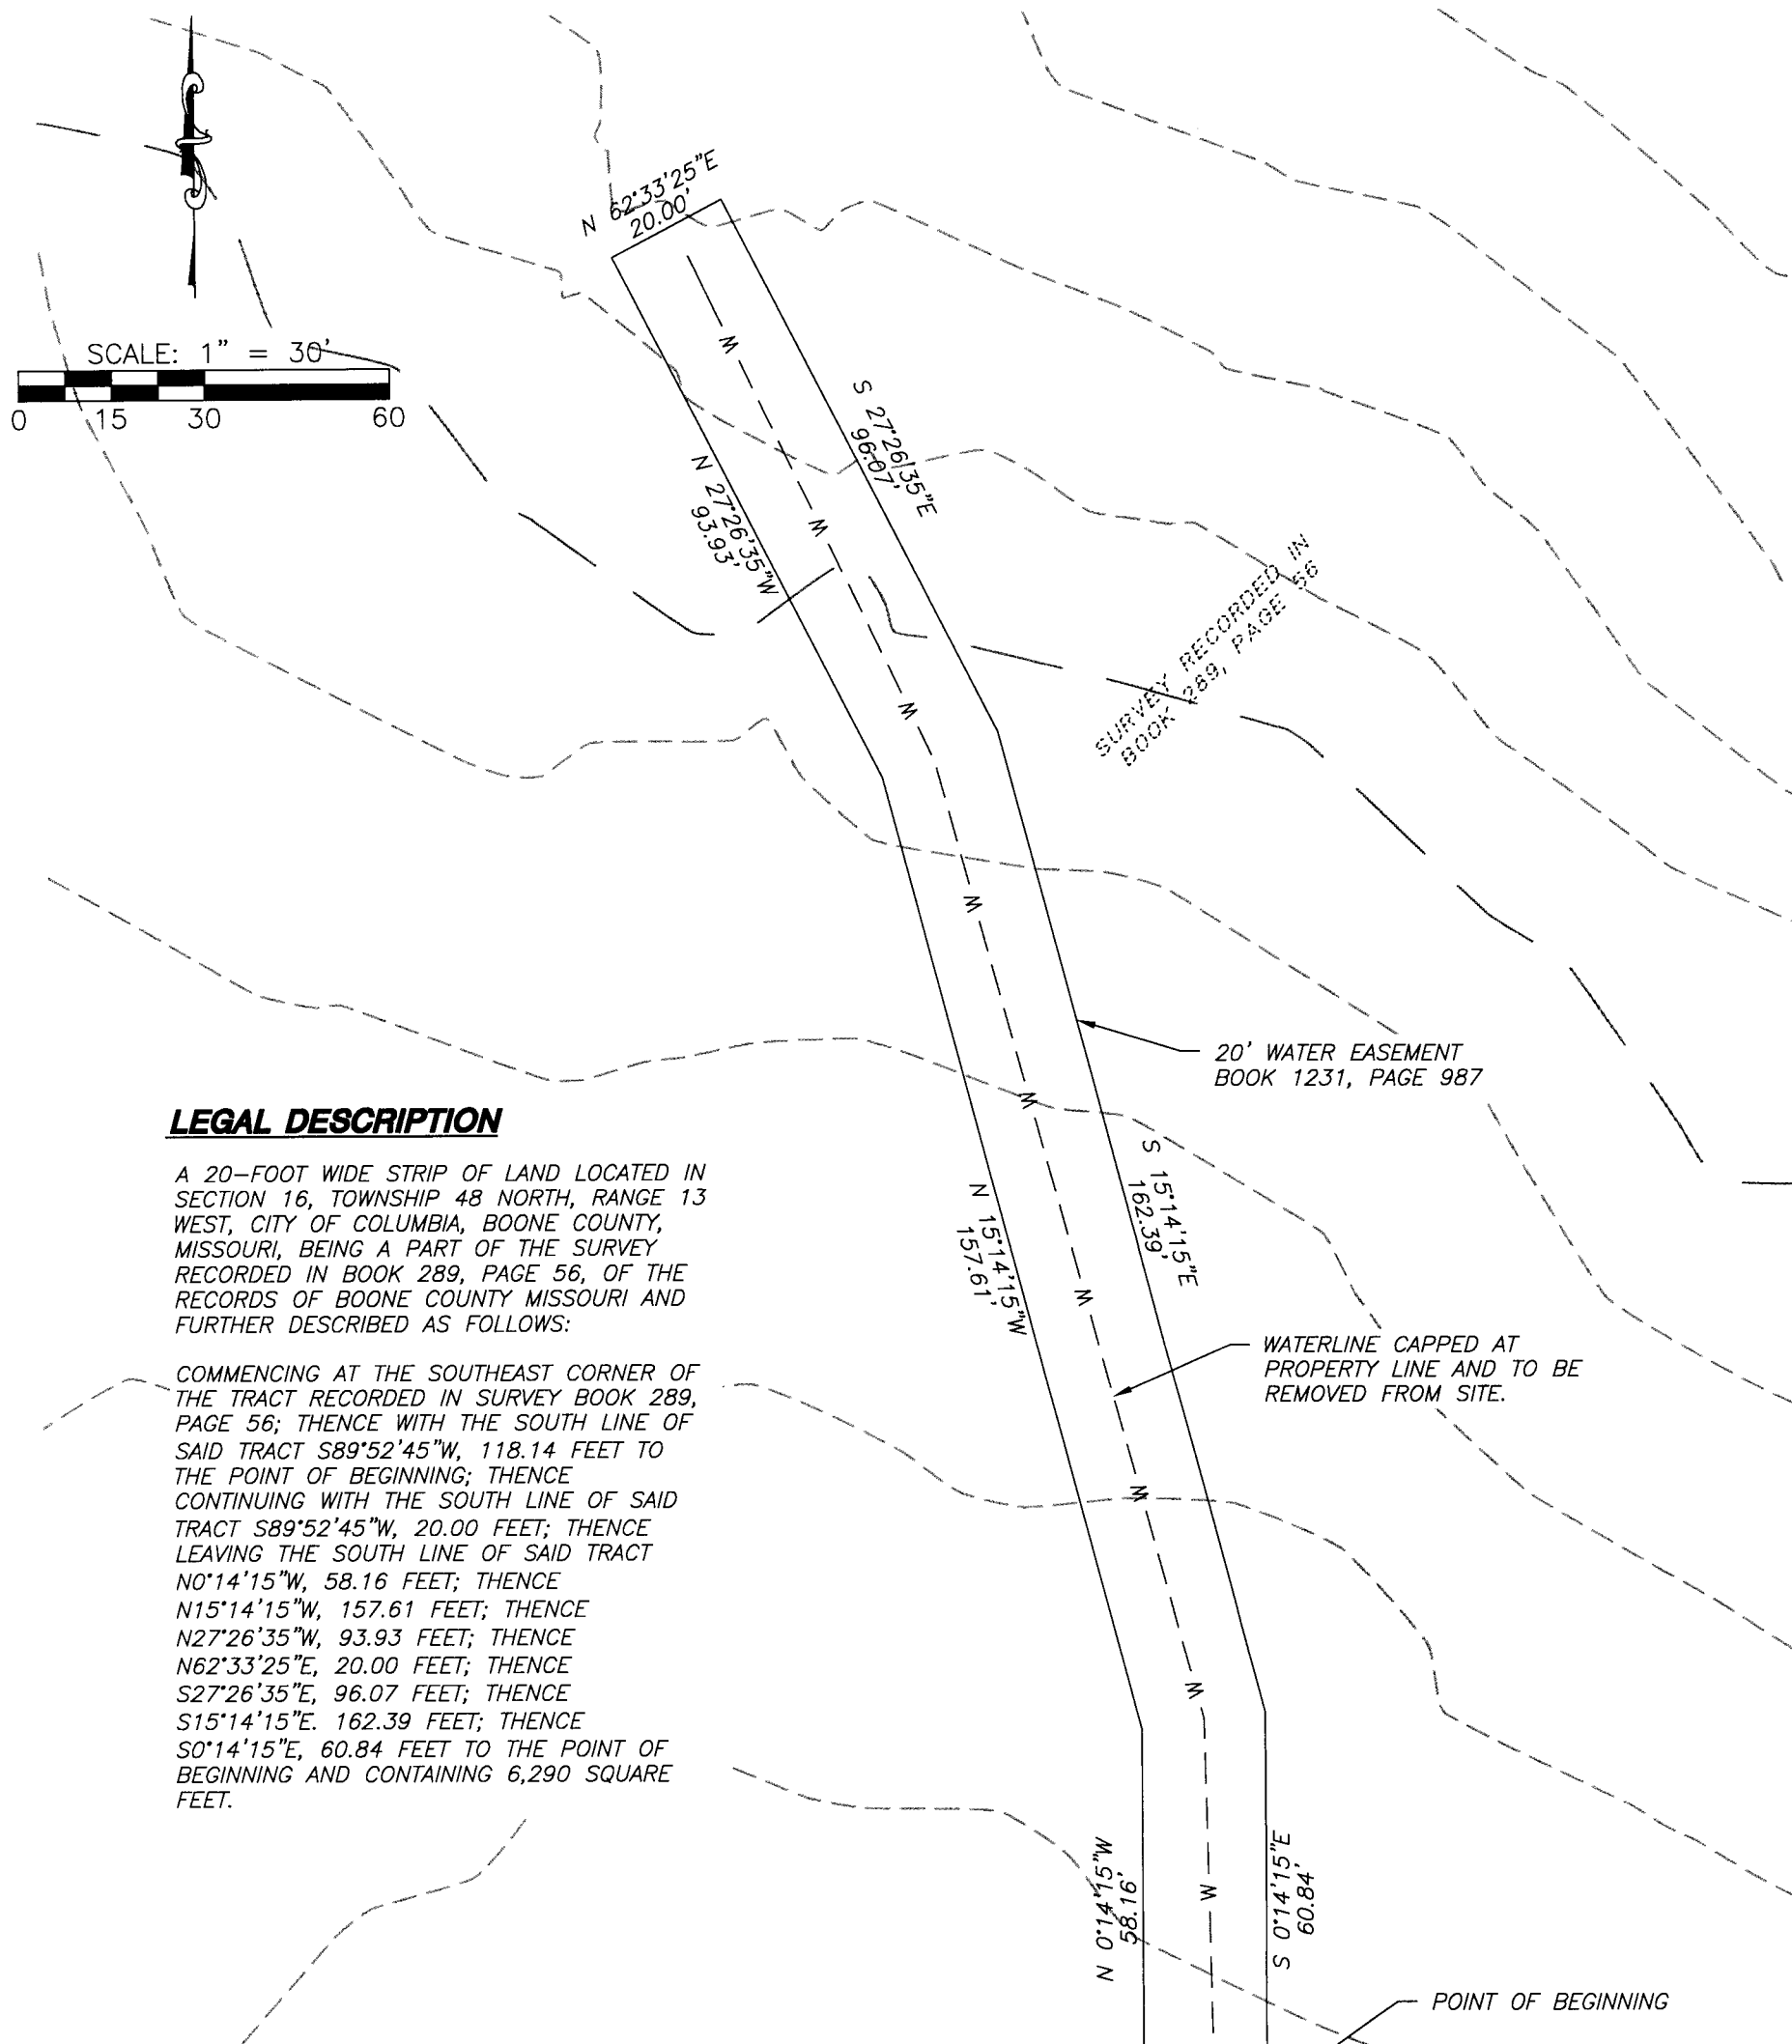 N 62°33'25"E
20.00'
SCALE: 1" = 30'
0 15 30 60
S 27°26'35"E
96.07'
N 27°26'35"W
93.93'
SURVEY RECORDED IN
BOOK 289, PAGE 56
20' WATER EASEMENT
BOOK 1231, PAGE 987
S 15°14'15"E
162.39'
N 15°14'15"W
157.61'
WATERLINE CAPPED AT
PROPERTY LINE AND TO BE
REMOVED FROM SITE.
LEGAL DESCRIPTION
A 20-FOOT WIDE STRIP OF LAND LOCATED IN
SECTION 16, TOWNSHIP 48 NORTH, RANGE 13
WEST, CITY OF COLUMBIA, BOONE COUNTY,
MISSOURI, BEING A PART OF THE SURVEY
RECORDED IN BOOK 289, PAGE 56, OF THE
RECORDS OF BOONE COUNTY MISSOURI AND
FURTHER DESCRIBED AS FOLLOWS:
COMMENCING AT THE SOUTHEAST CORNER OF
THE TRACT RECORDED IN SURVEY BOOK 289,
PAGE 56; THENCE WITH THE SOUTH LINE OF
SAID TRACT S89°52'45"W, 118.14 FEET TO
THE POINT OF BEGINNING; THENCE
CONTINUING WITH THE SOUTH LINE OF SAID
TRACT S89°52'45"W, 20.00 FEET; THENCE
LEAVING THE SOUTH LINE OF SAID TRACT
N0°14'15"W, 58.16 FEET; THENCE
N15°14'15"W, 157.61 FEET; THENCE
N27°26'35"W, 93.93 FEET; THENCE
N62°33'25"E, 20.00 FEET; THENCE
S27°26'35"E, 96.07 FEET; THENCE
S15°14'15"E. 162.39 FEET; THENCE
S0°14'15"E, 60.84 FEET TO THE POINT OF
BEGINNING AND CONTAINING 6,290 SQUARE
FEET.
W
W
W
W
W
W
W
W
W
N 0°14'15"W
58.16'
S 0°14'15"E
60.84'
POINT OF BEGINNING